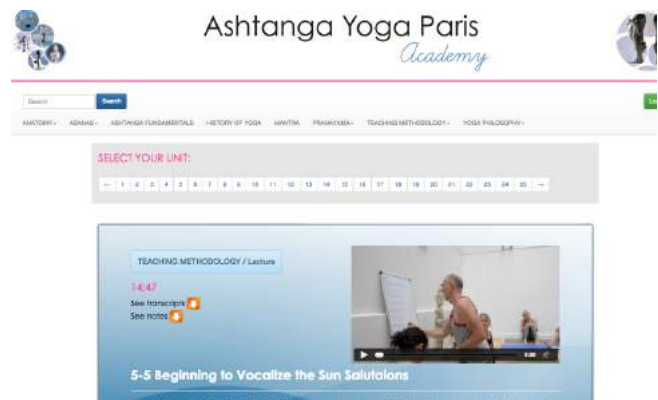 Ashtanga Yoga Paris
Academy
Search Search
ANATOMY ASANAS ASHTANGA FUNDAMENTALS HISTORY OF YOGA MANTRA PRANAYAMA TEACHING METHODOLOGY YOGA PHILOSOPHY
SELECT YOUR UNIT:
← 1 2 3 4 5 6 7 8 9 10 11 12 13 14 15 16 17 18 19 20 21 22 23 24 25 →
TEACHING METHODOLOGY / Lecture
14:47
See transcripts
See notes
5-5 Beginning to Vocalize the Sun Salutaions